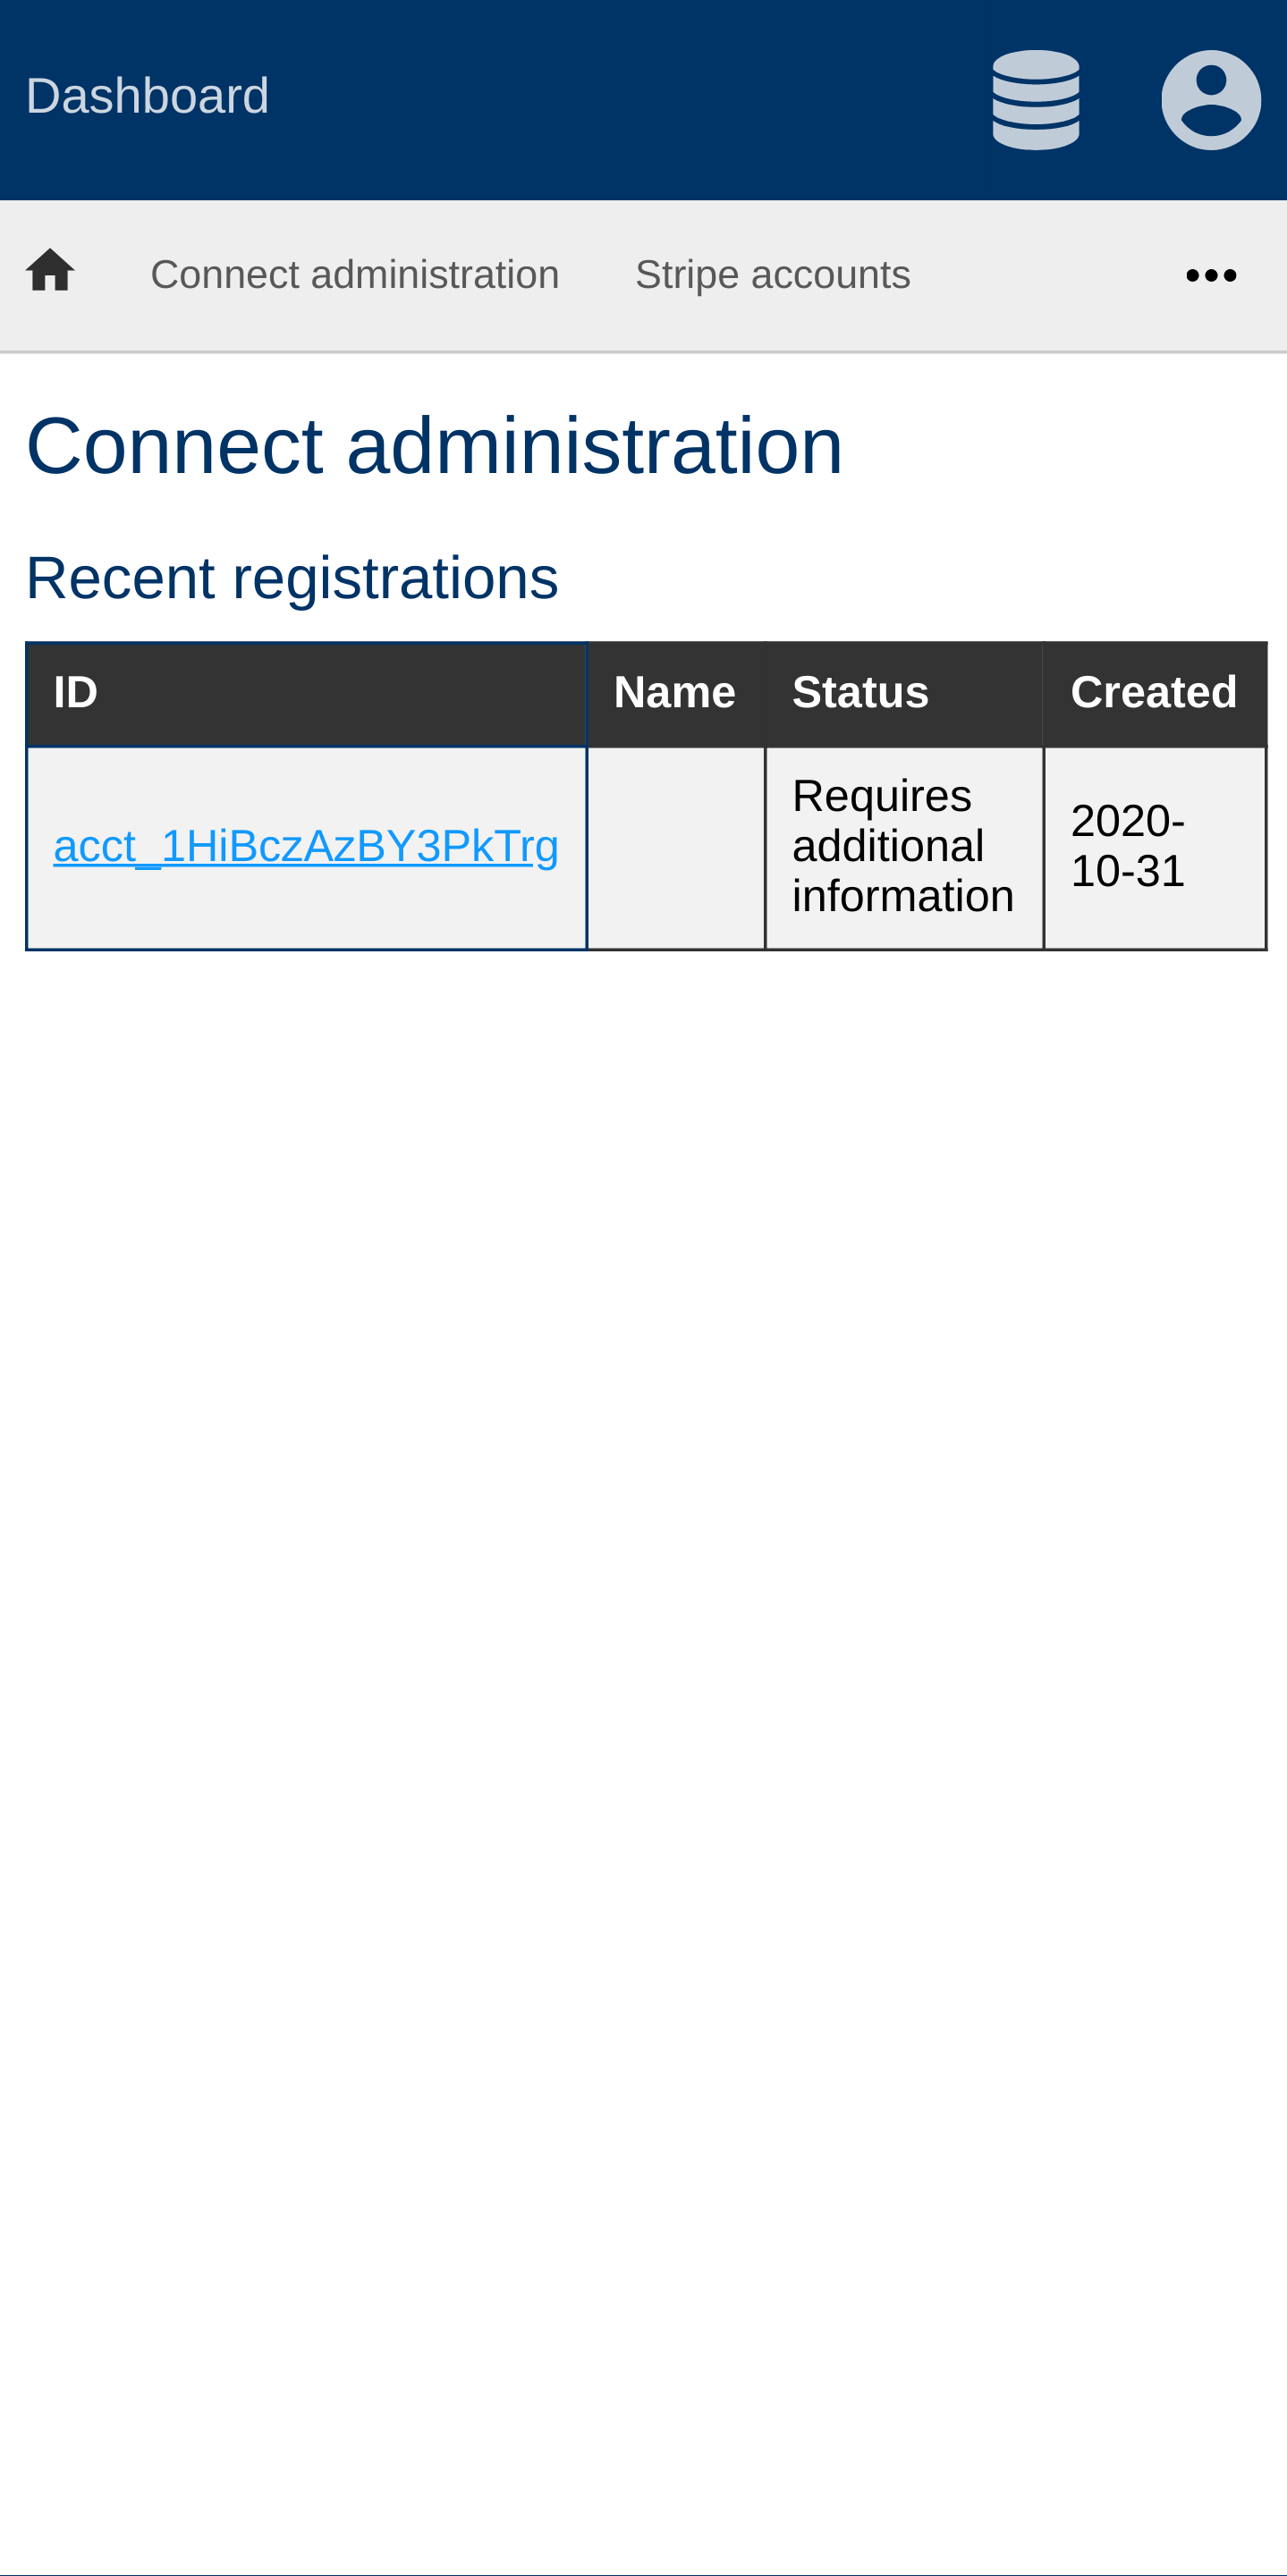 Dashboard
Connect administration Stripe accounts
Connect administration
Recent registrations
ID Name Status Created
acct_1HiBczAzBY3PkTrg
Requires
additional
information
2020-
10-31